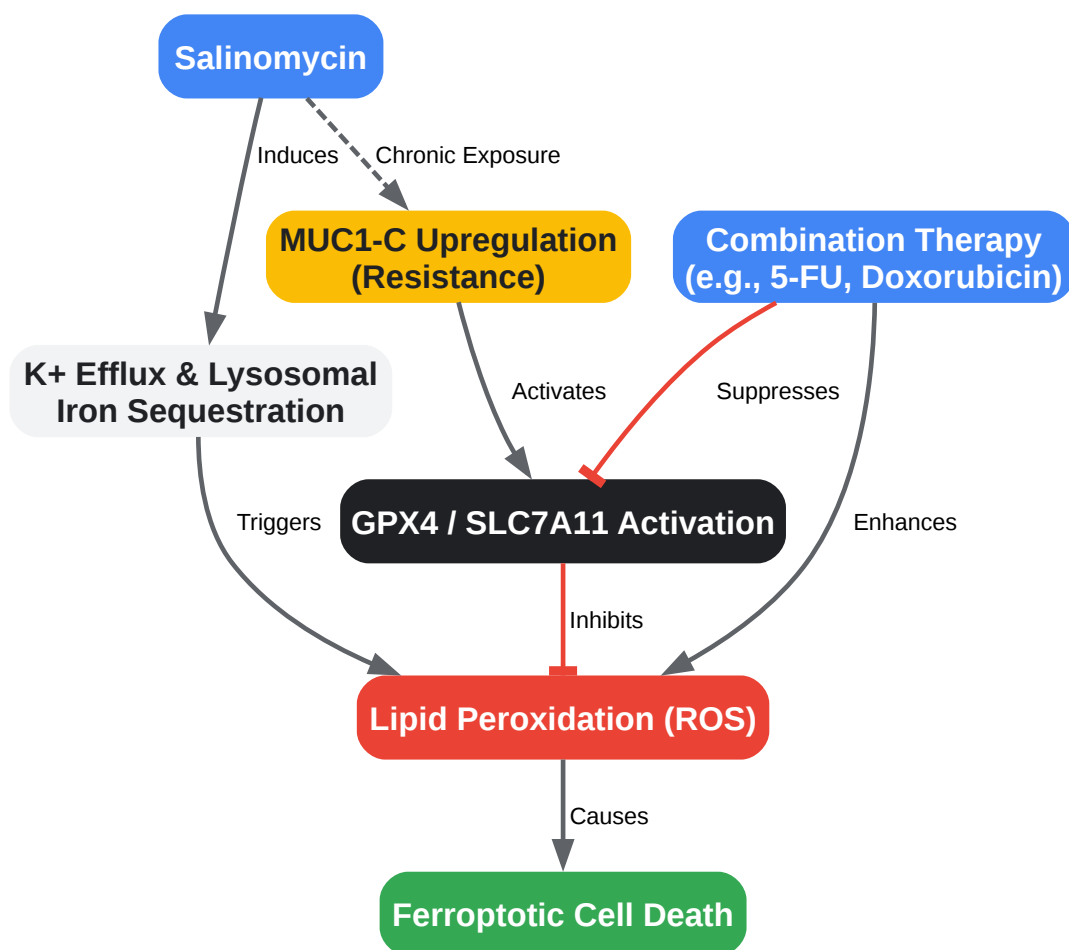 Salinomycin
Induces
Chronic Exposure
MUC1-C Upregulation
(Resistance)
Combination Therapy
(e.g., 5-FU, Doxorubicin)
K+ Efflux & Lysosomal
Iron Sequestration
Activates
Suppresses
GPX4 / SLC7A11 Activation
Triggers
Enhances
Inhibits
Lipid Peroxidation (ROS)
Causes
Ferroptotic Cell Death